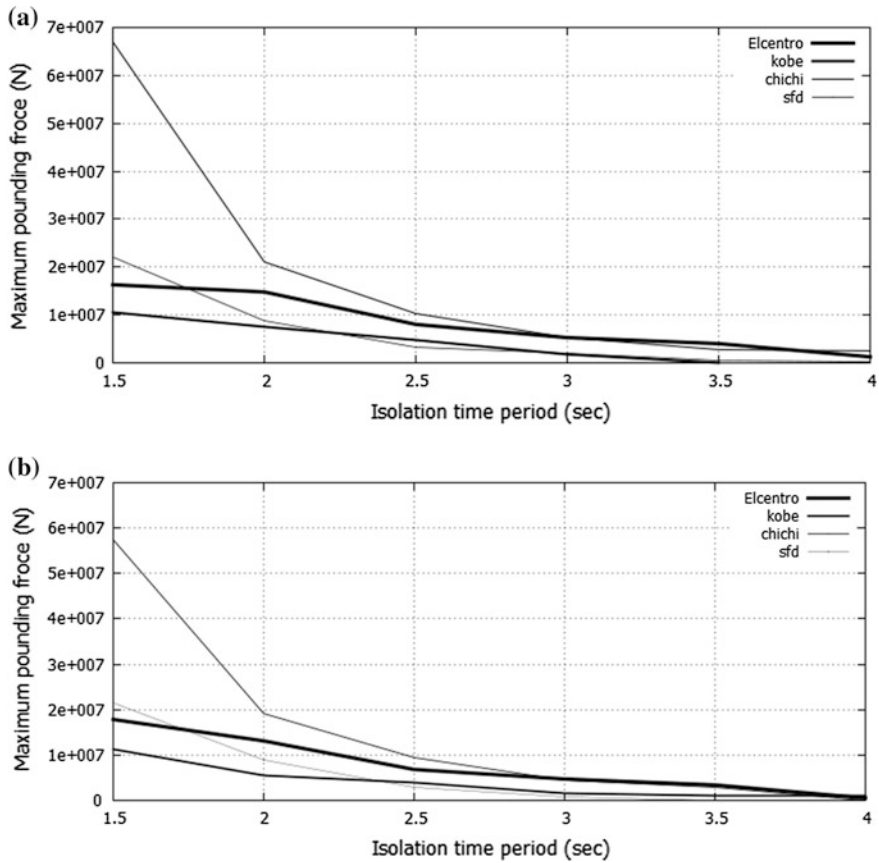 (a)
Maximum pounding froce (N)
7e+007
6e+007
5e+007
4e+007
3e+007
2e+007
1e+007
0
Elcentro
kobe
chichi
sfd
1.5 2 2.5 3 3.5 4
Isolation time period (sec)
(b)
Maximum pounding froce (N)
7e+007
6e+007
5e+007
4e+007
3e+007
2e+007
1e+007
0
Elcentro
kobe
chichi
sfd
1.5 2 2.5 3 3.5 4
Isolation time period (sec)